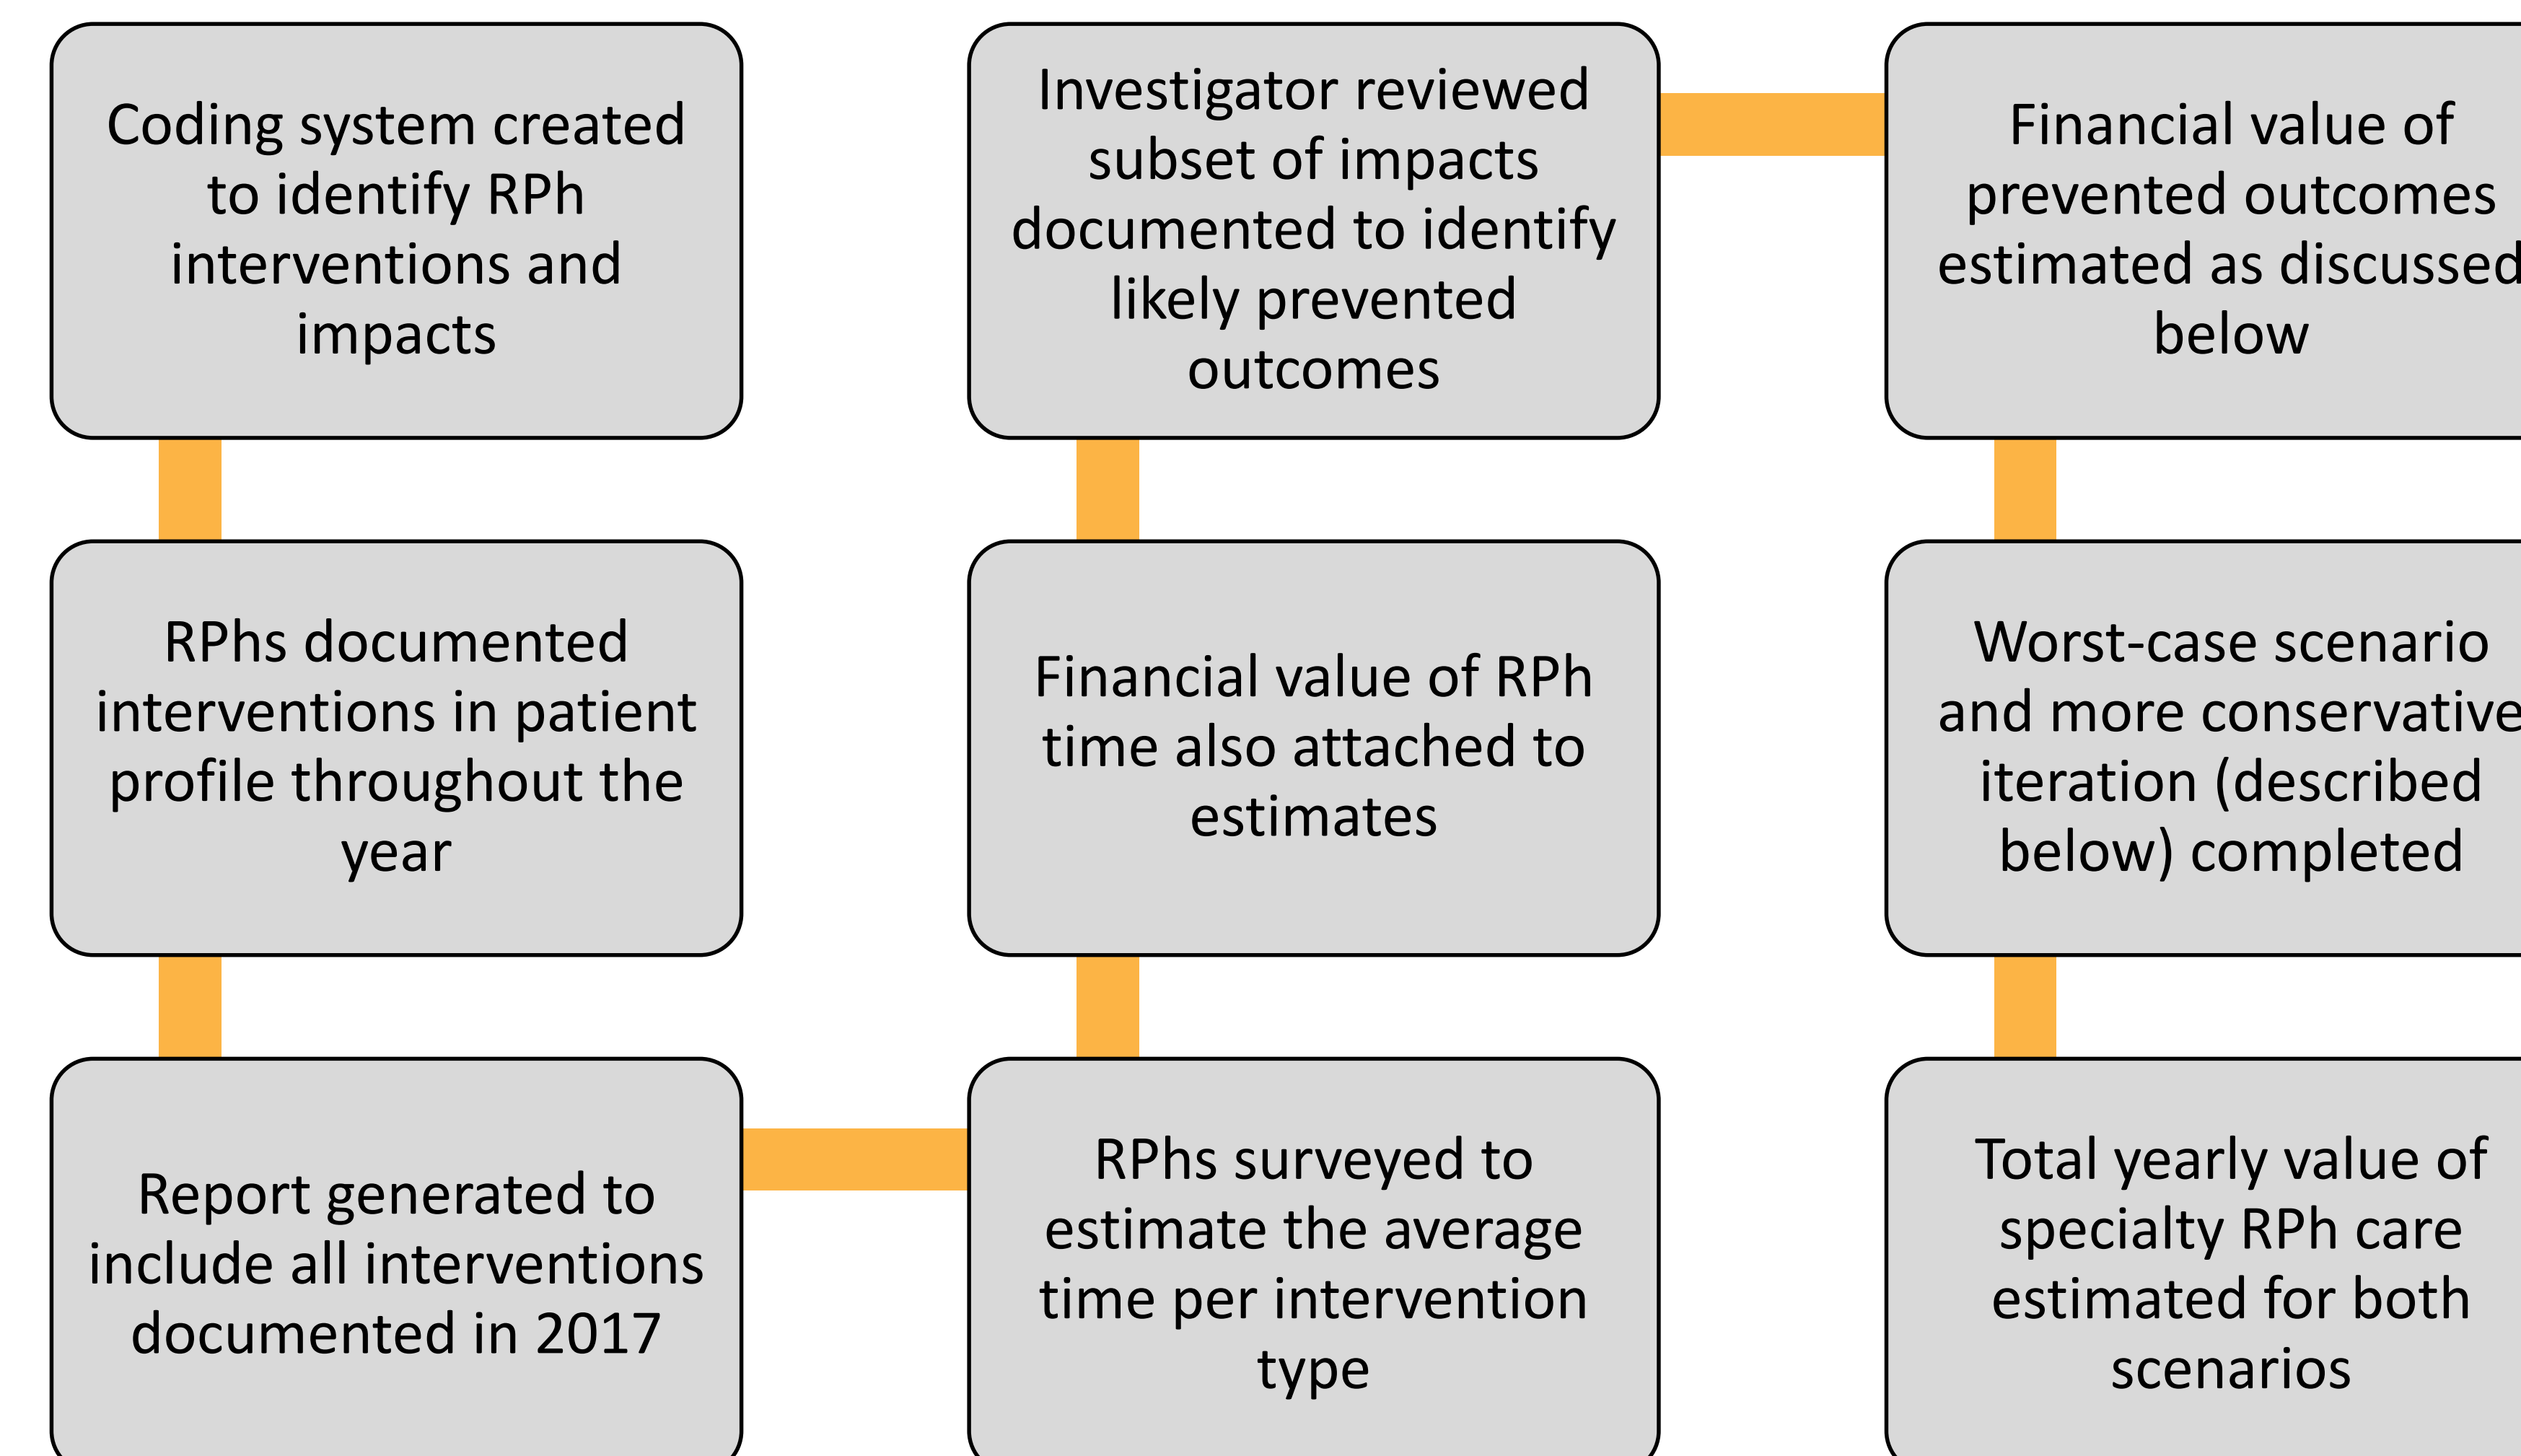 Coding system created
to identify RPh
interventions and
impacts
RPhs documented
interventions in patient
profile throughout the
year
Report generated to
include all interventions
documented in 2017
RPhs surveyed to
estimate the average
time per intervention
type
Financial value of RPh
time also attached to
estimates
Investigator reviewed
subset of impacts
documented to identify
likely prevented
outcomes
Financial value of
prevented outcomes
estimated as discussed
below
Worst-case scenario
and more conservative
iteration (described
below) completed
Total yearly value of
specialty RPh care
estimated for both
scenarios